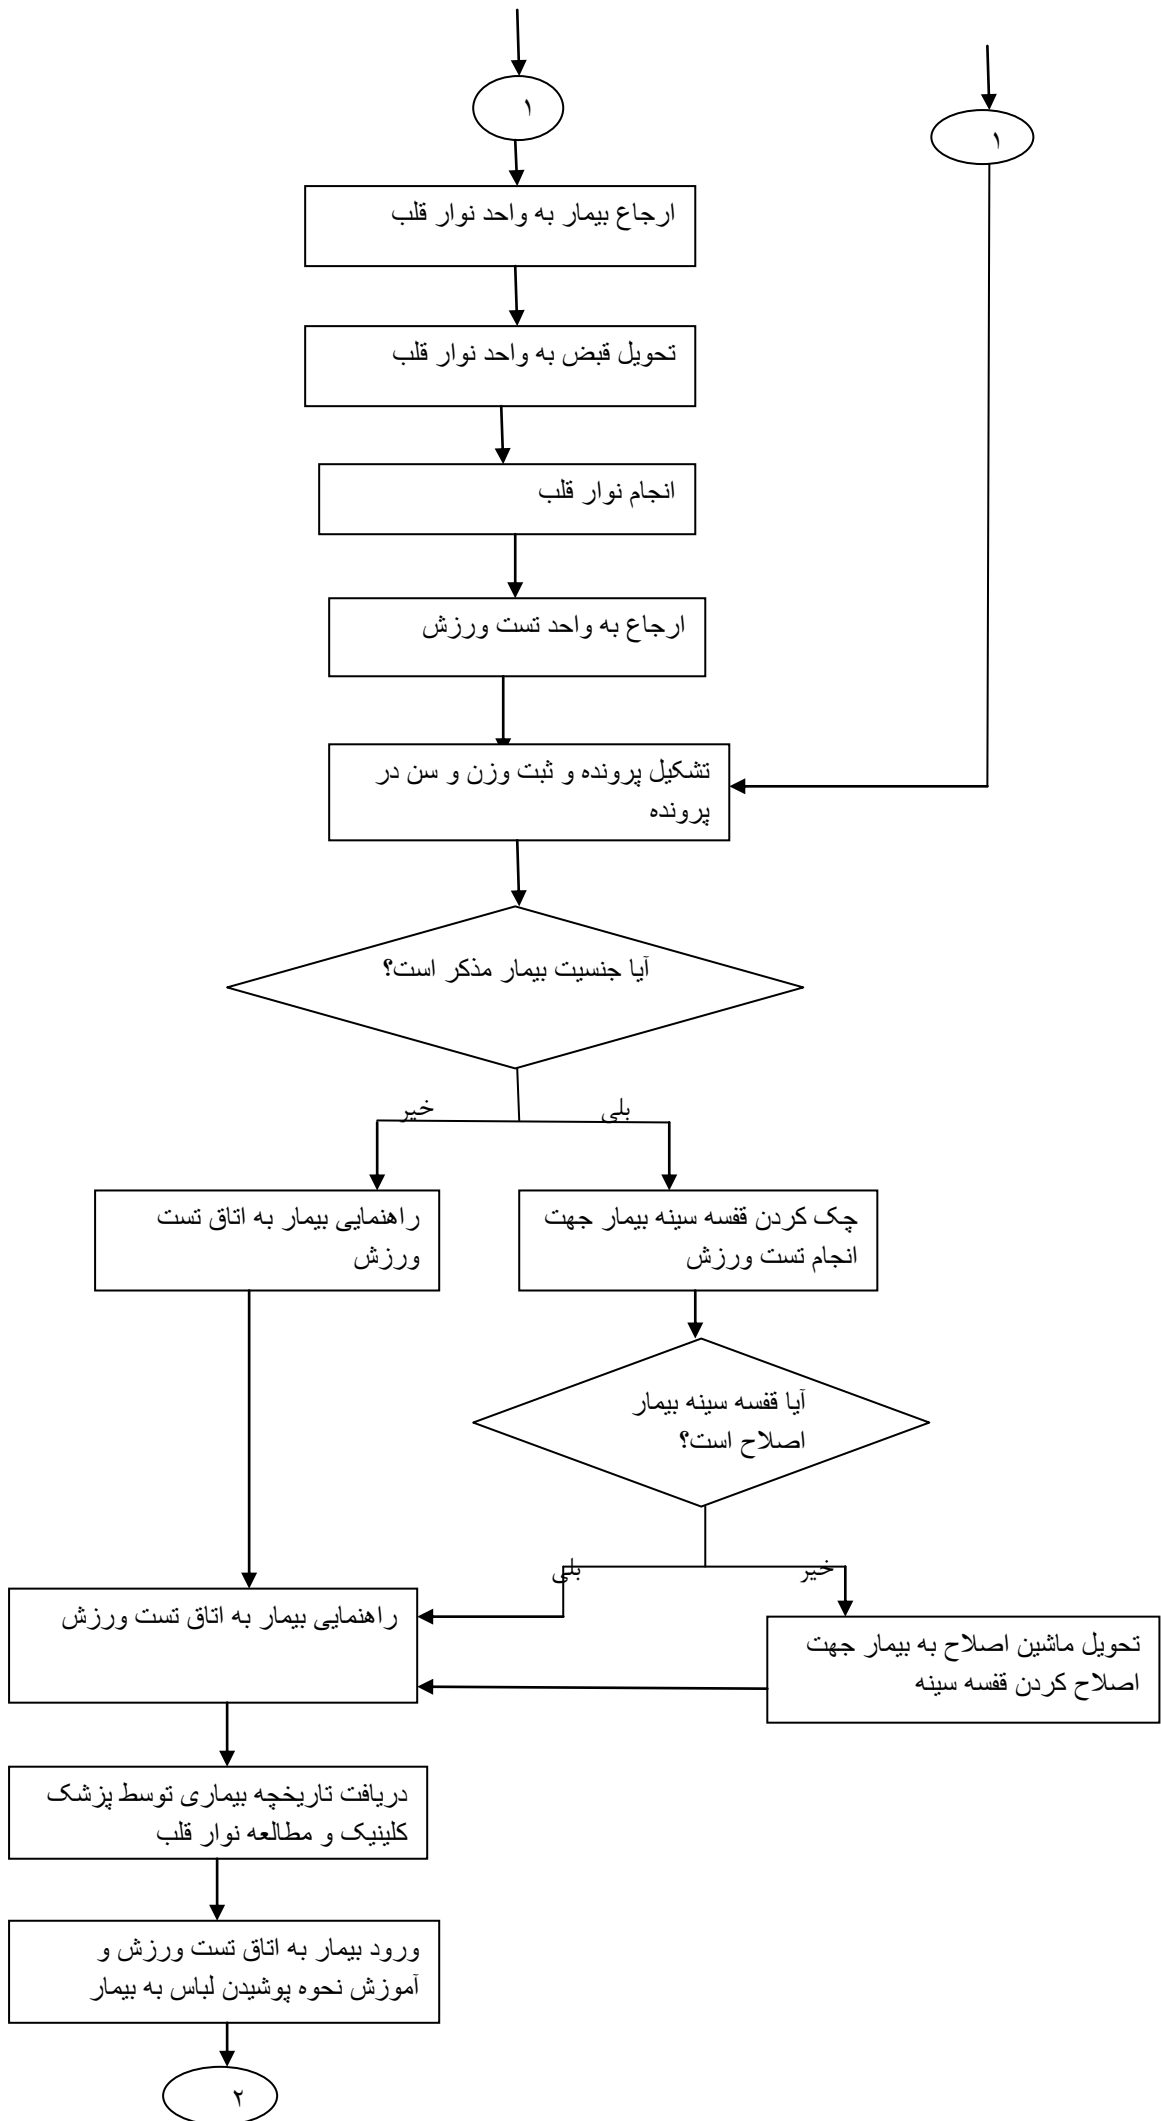 ۱
۱
ارجاع بیمار به واحد نوار قلب
تحویل قبض به واحد نوار قلب
انجام نوار قلب
ارجاع به واحد تست ورزش
تشکیل پرونده و ثبت وزن و سن در
پرونده
آیا جنسیت بیمار مذکر است؟
بلی
خیر
چک کردن قفسه سینه بیمار جهت
انجام تست ورزش
راهنمایی بیمار به اتاق تست
ورزش
آیا قفسه سینه بیمار
اصلاح است؟
خیر
بلی
تحویل ماشین اصلاح به بیمار جهت
اصلاح کردن قفسه سینه
راهنمایی بیمار به اتاق تست ورزش
دریافت تاریخچه بیماری توسط پزشک
کلینیک و مطالعه نوار قلب
ورود بیمار به اتاق تست ورزش و
آموزش نحوه پوشیدن لباس به بیمار
۲